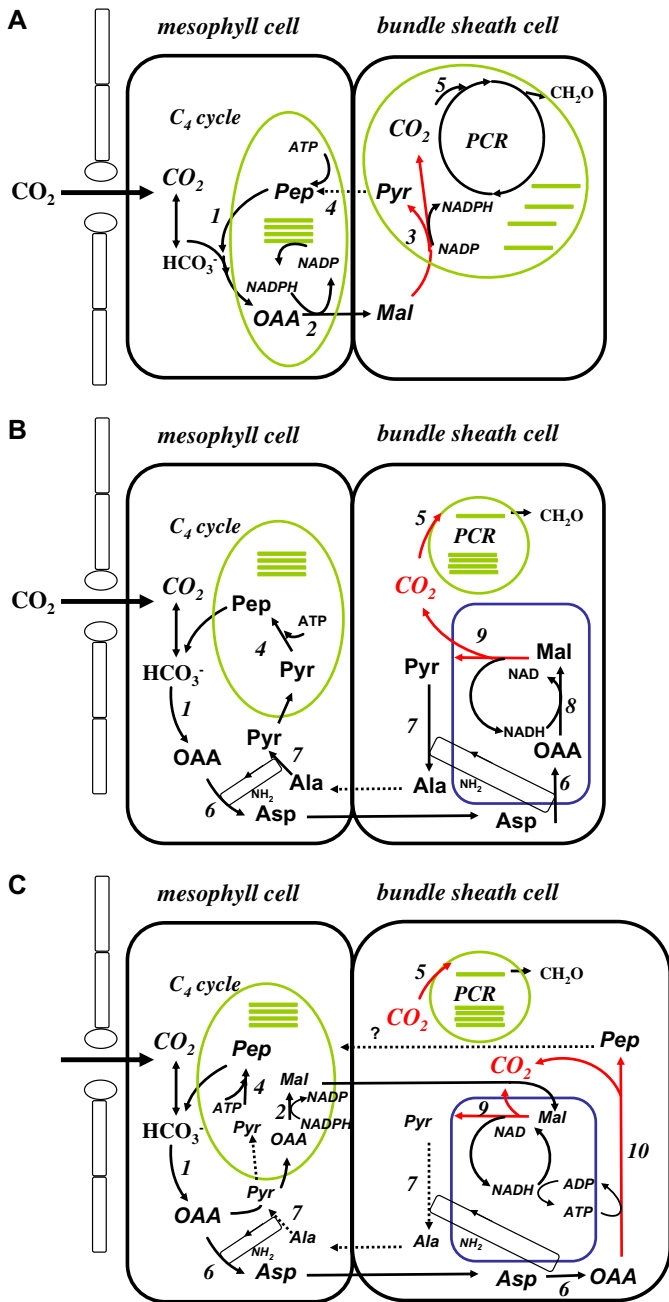 A
mesophyll cell
bundle sheath cell
C4 cycle
5
CH2O
CO2
PCR
ATP
CO2
CO2
Pep
4
Pyr
NADPH
1
3
NADP
NADP
HCO3-
NADPH
OAA
2
Mal
B
mesophyll cell
bundle sheath cell
C4 cycle
5
PCR
CH2O
CO2
CO2
CO2
Pep
ATP
9
4
Mal
Pyr
Pyr
NAD
HCO3-
1
7
8
NADH
OAA
Pyr
7
OAA
6
NH2
Ala
Ala
NH2
6
Asp
Asp
C
mesophyll cell
bundle sheath cell
5
CH2O
C4 cycle
PCR
CO2
?
Pep
CO2
Pep
CO2
4
Mal
NADP
ATP
2
NADPH
9
Mal
Pyr
NAD
HCO3-
Pyr
OAA
10
1
7
NADH
ADP
Pyr
ATP
OAA
7
Ala
Ala
NH2
6
NH2
Asp
Asp
6
OAA